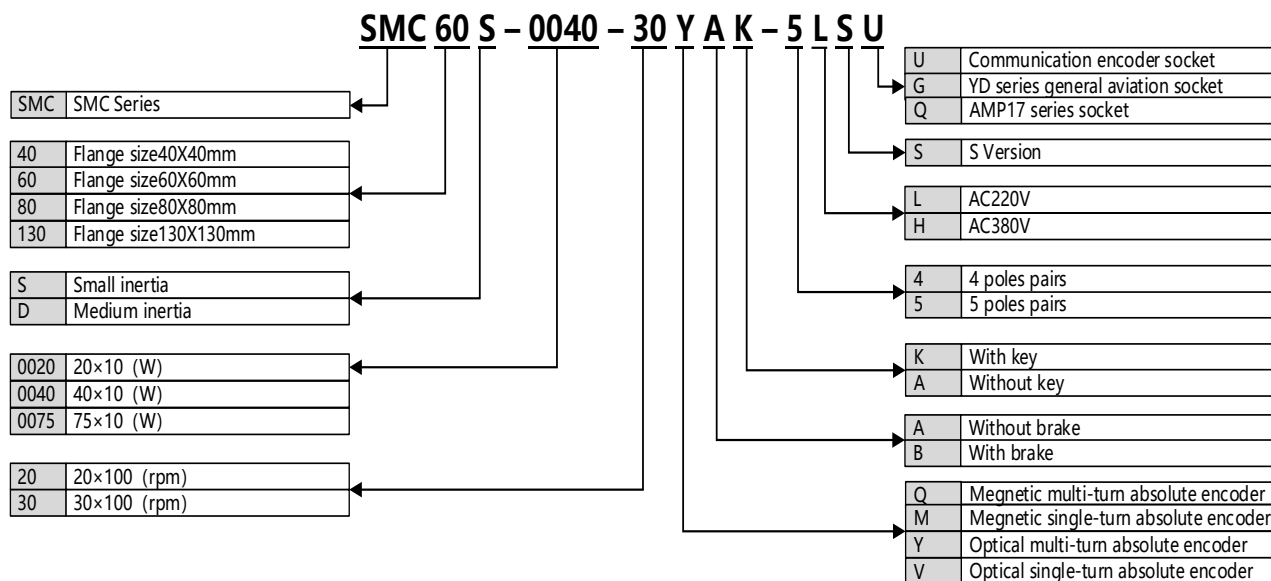 SMC 60 S – 0040 – 30 Y A K – 5 L S U
SMC SMC Series
40 Flange size40X40mm
60 Flange size60X60mm
80 Flange size80X80mm
130 Flange size130X130mm
S Small inertia
D Medium inertia
0020 20×10 (W)
0040 40×10 (W)
0075 75×10 (W)
20 20×100 (rpm)
30 30×100 (rpm)
U Communication encoder socket
G YD series general aviation socket
Q AMP17 series socket
S S Version
L AC220V
H AC380V
4 4 poles pairs
5 5 poles pairs
K With key
A Without key
A Without brake
B With brake
Q Megnetic multi-turn absolute encoder
M Megnetic single-turn absolute encoder
Y Optical multi-turn absolute encoder
V Optical single-turn absolute encoder